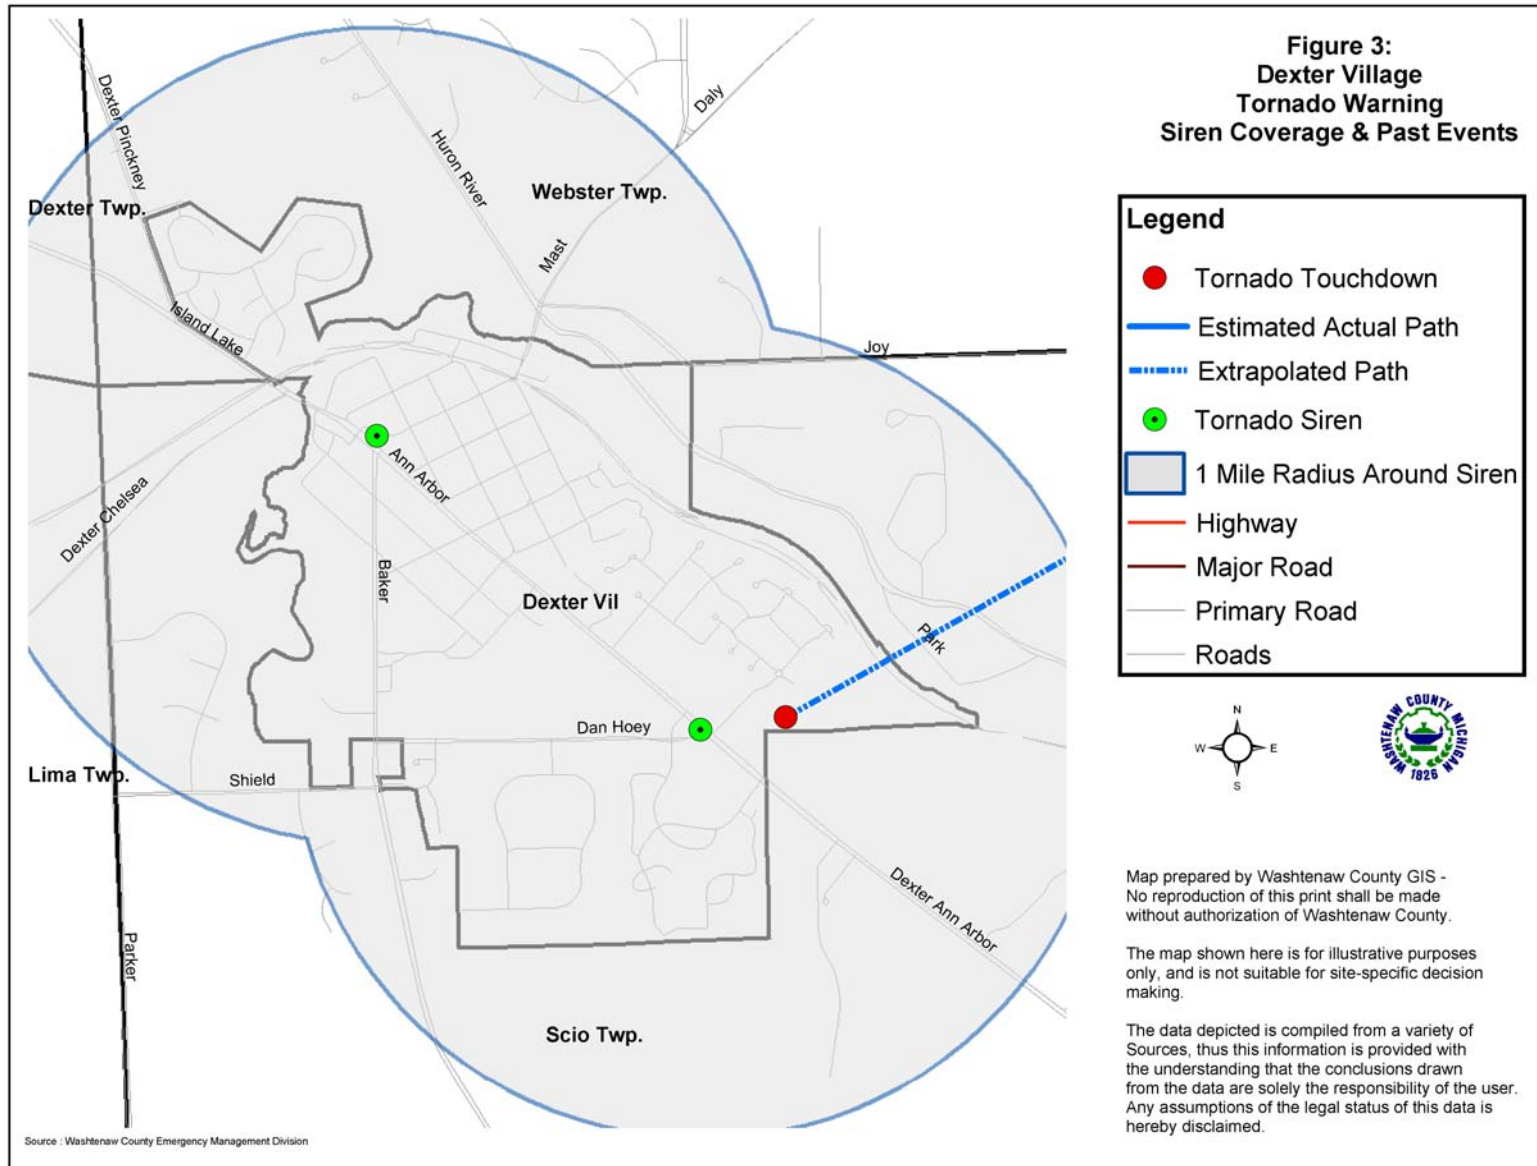 Figure 3:
Dexter Village
Tornado Warning
Siren Coverage & Past Events
Legend
Tornado Touchdown
Estimated Actual Path
Extrapolated Path
Tornado Siren
1 Mile Radius Around Siren
Highway
Major Road
Primary Road
Roads
Dexter Pinckney
Daly
Huron River
Webster Twp.
Dexter Twp.
Mast
Island Lake
Joy
Ann Arbor
Dexter Chelsea
Baker
Dexter Vil
Park
Dan Hoey
Lima Twp.
Shield
Dexter Ann Arbor
Parker
Scio Twp.
N
W
E
S
WASHTENAW COUNTY MICHIGAN
1826
Map prepared by Washtenaw County GIS -
No reproduction of this print shall be made
without authorization of Washtenaw County.
The map shown here is for illustrative purposes
only, and is not suitable for site-specific decision
making.
The data depicted is compiled from a variety of
Sources, thus this information is provided with
the understanding that the conclusions drawn
from the data are solely the responsibility of the user.
Any assumptions of the legal status of this data is
hereby disclaimed.
Source : Washtenaw County Emergency Management Division